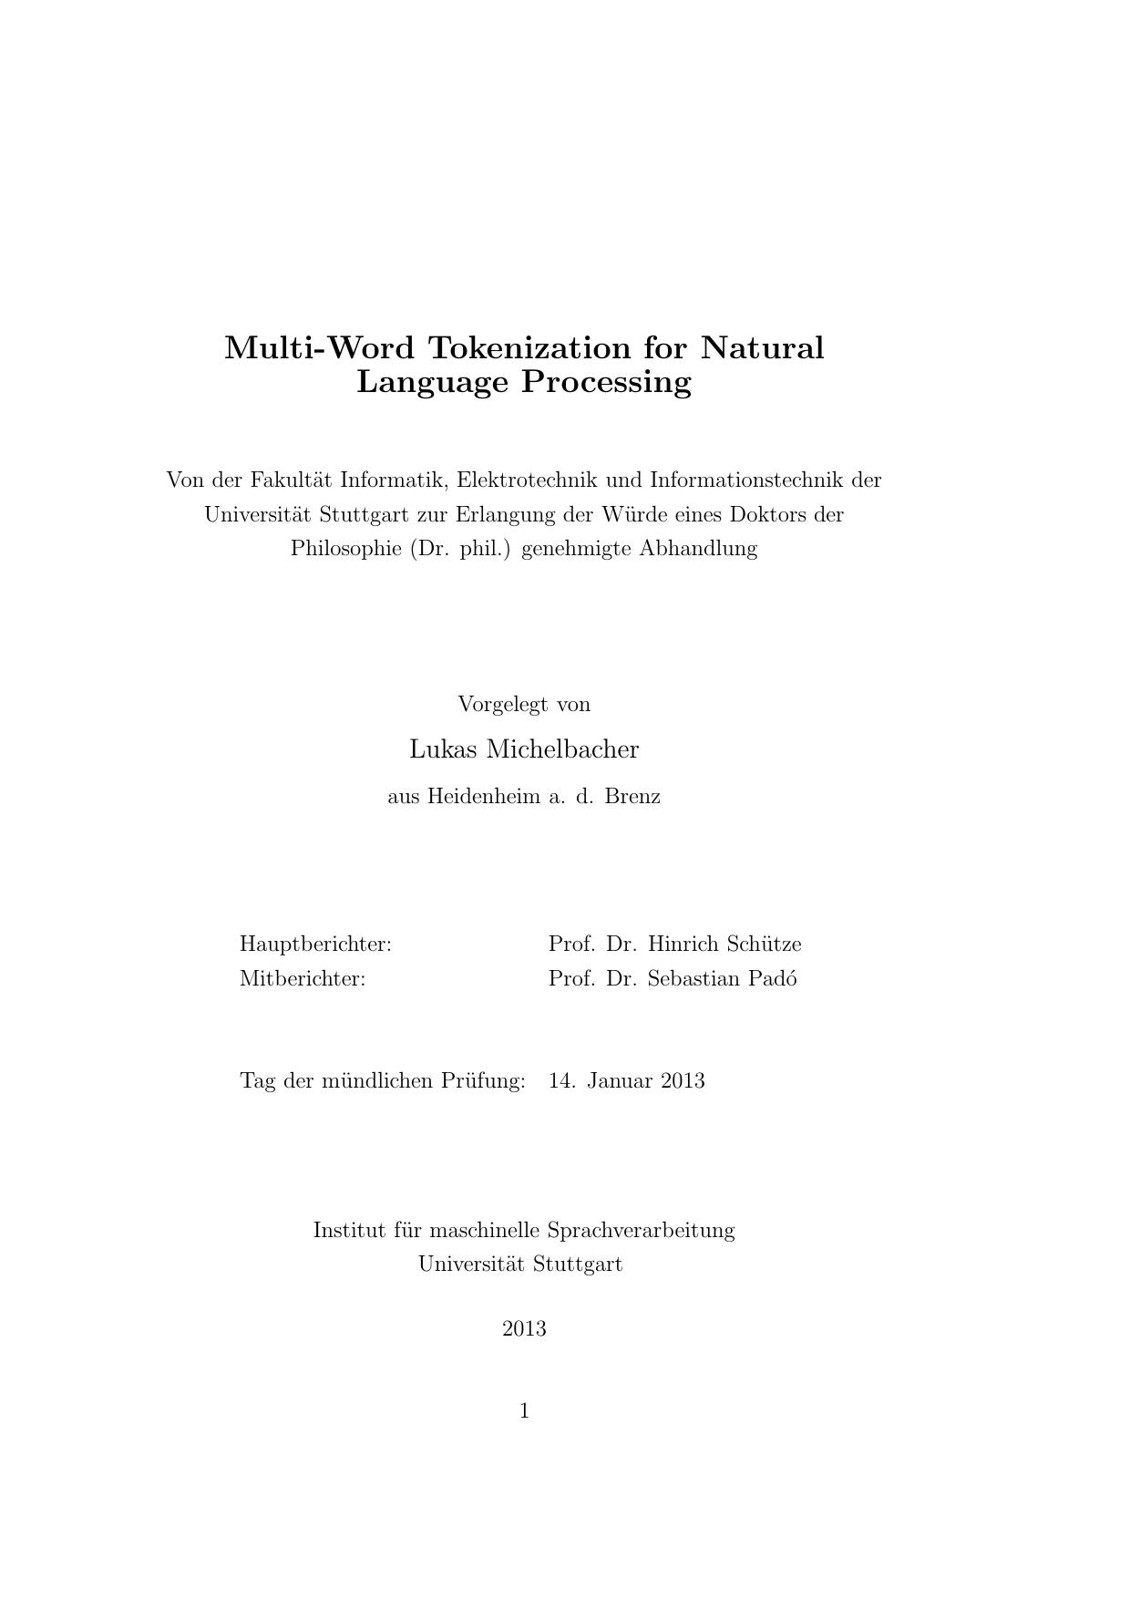 Multi-Word Tokenization for Natural
Language Processing
Von der Fakultät Informatik, Elektrotechnik und Informationstechnik der
Universität Stuttgart zur Erlangung der Würde eines Doktors der
Philosophie (Dr. phil.) genehmigte Abhandlung
Vorgelegt von
Lukas Michelbacher
aus Heidenheim a. d. Brenz
Hauptberichter: Prof. Dr. Hinrich Schütze
Mitberichter: Prof. Dr. Sebastian Padó
Tag der mündlichen Prüfung: 14. Januar 2013
Institut für maschinelle Sprachverarbeitung
Universität Stuttgart
2013
1